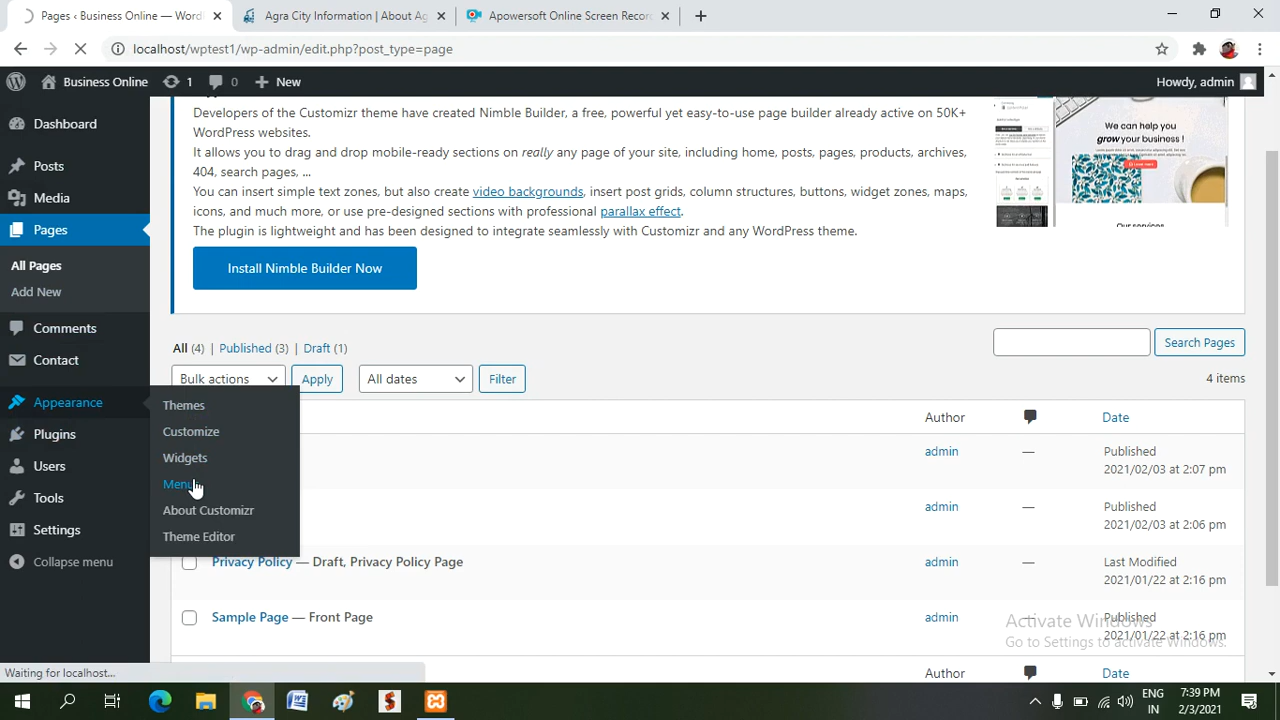 Pages ‹ Business Online — Word
Agra City Information | About Ag
Apowersoft Online Screen Record
localhost/wptest1/wp-admin/edit.php?post_type=page
Business Online
1
0
New
Howdy, admin
Dashboard
Posts
Media
Pages
All Pages
Add New
Comments
Contact
Appearance
Plugins
Users
Tools
Settings
Collapse menu
Themes
Customize
Widgets
Menu
About Customizr
Theme Editor
Developers of the Customizr theme have created Nimble Builder, a free, powerful yet easy-to-use page builder already active on 50K+
WordPress websites.
It allows you to drag and drop mobile-ready sections on really any page of your site, including home, posts, pages, products, archives,
404, search pages, ...
You can insert simple text zones, but also create video backgrounds, insert post grids, column structures, buttons, widget zones, maps,
icons, and much more, or use pre-designed sections with professional parallax effect.
The plugin is lightweight and has been designed to integrate seamlessly with Customizr and any WordPress theme.
Install Nimble Builder Now
We can help you
grow your business !
Our services
All (4) | Published (3) | Draft (1)
Search Pages
Bulk actions
Apply
All dates
Filter
4 items
Author
Date
admin
—
Published
2021/02/03 at 2:07 pm
admin
—
Published
2021/02/03 at 2:06 pm
Privacy Policy — Draft, Privacy Policy Page
admin
—
Last Modified
2021/01/22 at 2:16 pm
Sample Page — Front Page
admin
—
Published
2021/01/22 at 2:16 pm
Activate Windows
Go to Settings to activate Windows.
Author
Date
Waiting for localhost...
ENG
IN
7:39 PM
2/3/2021